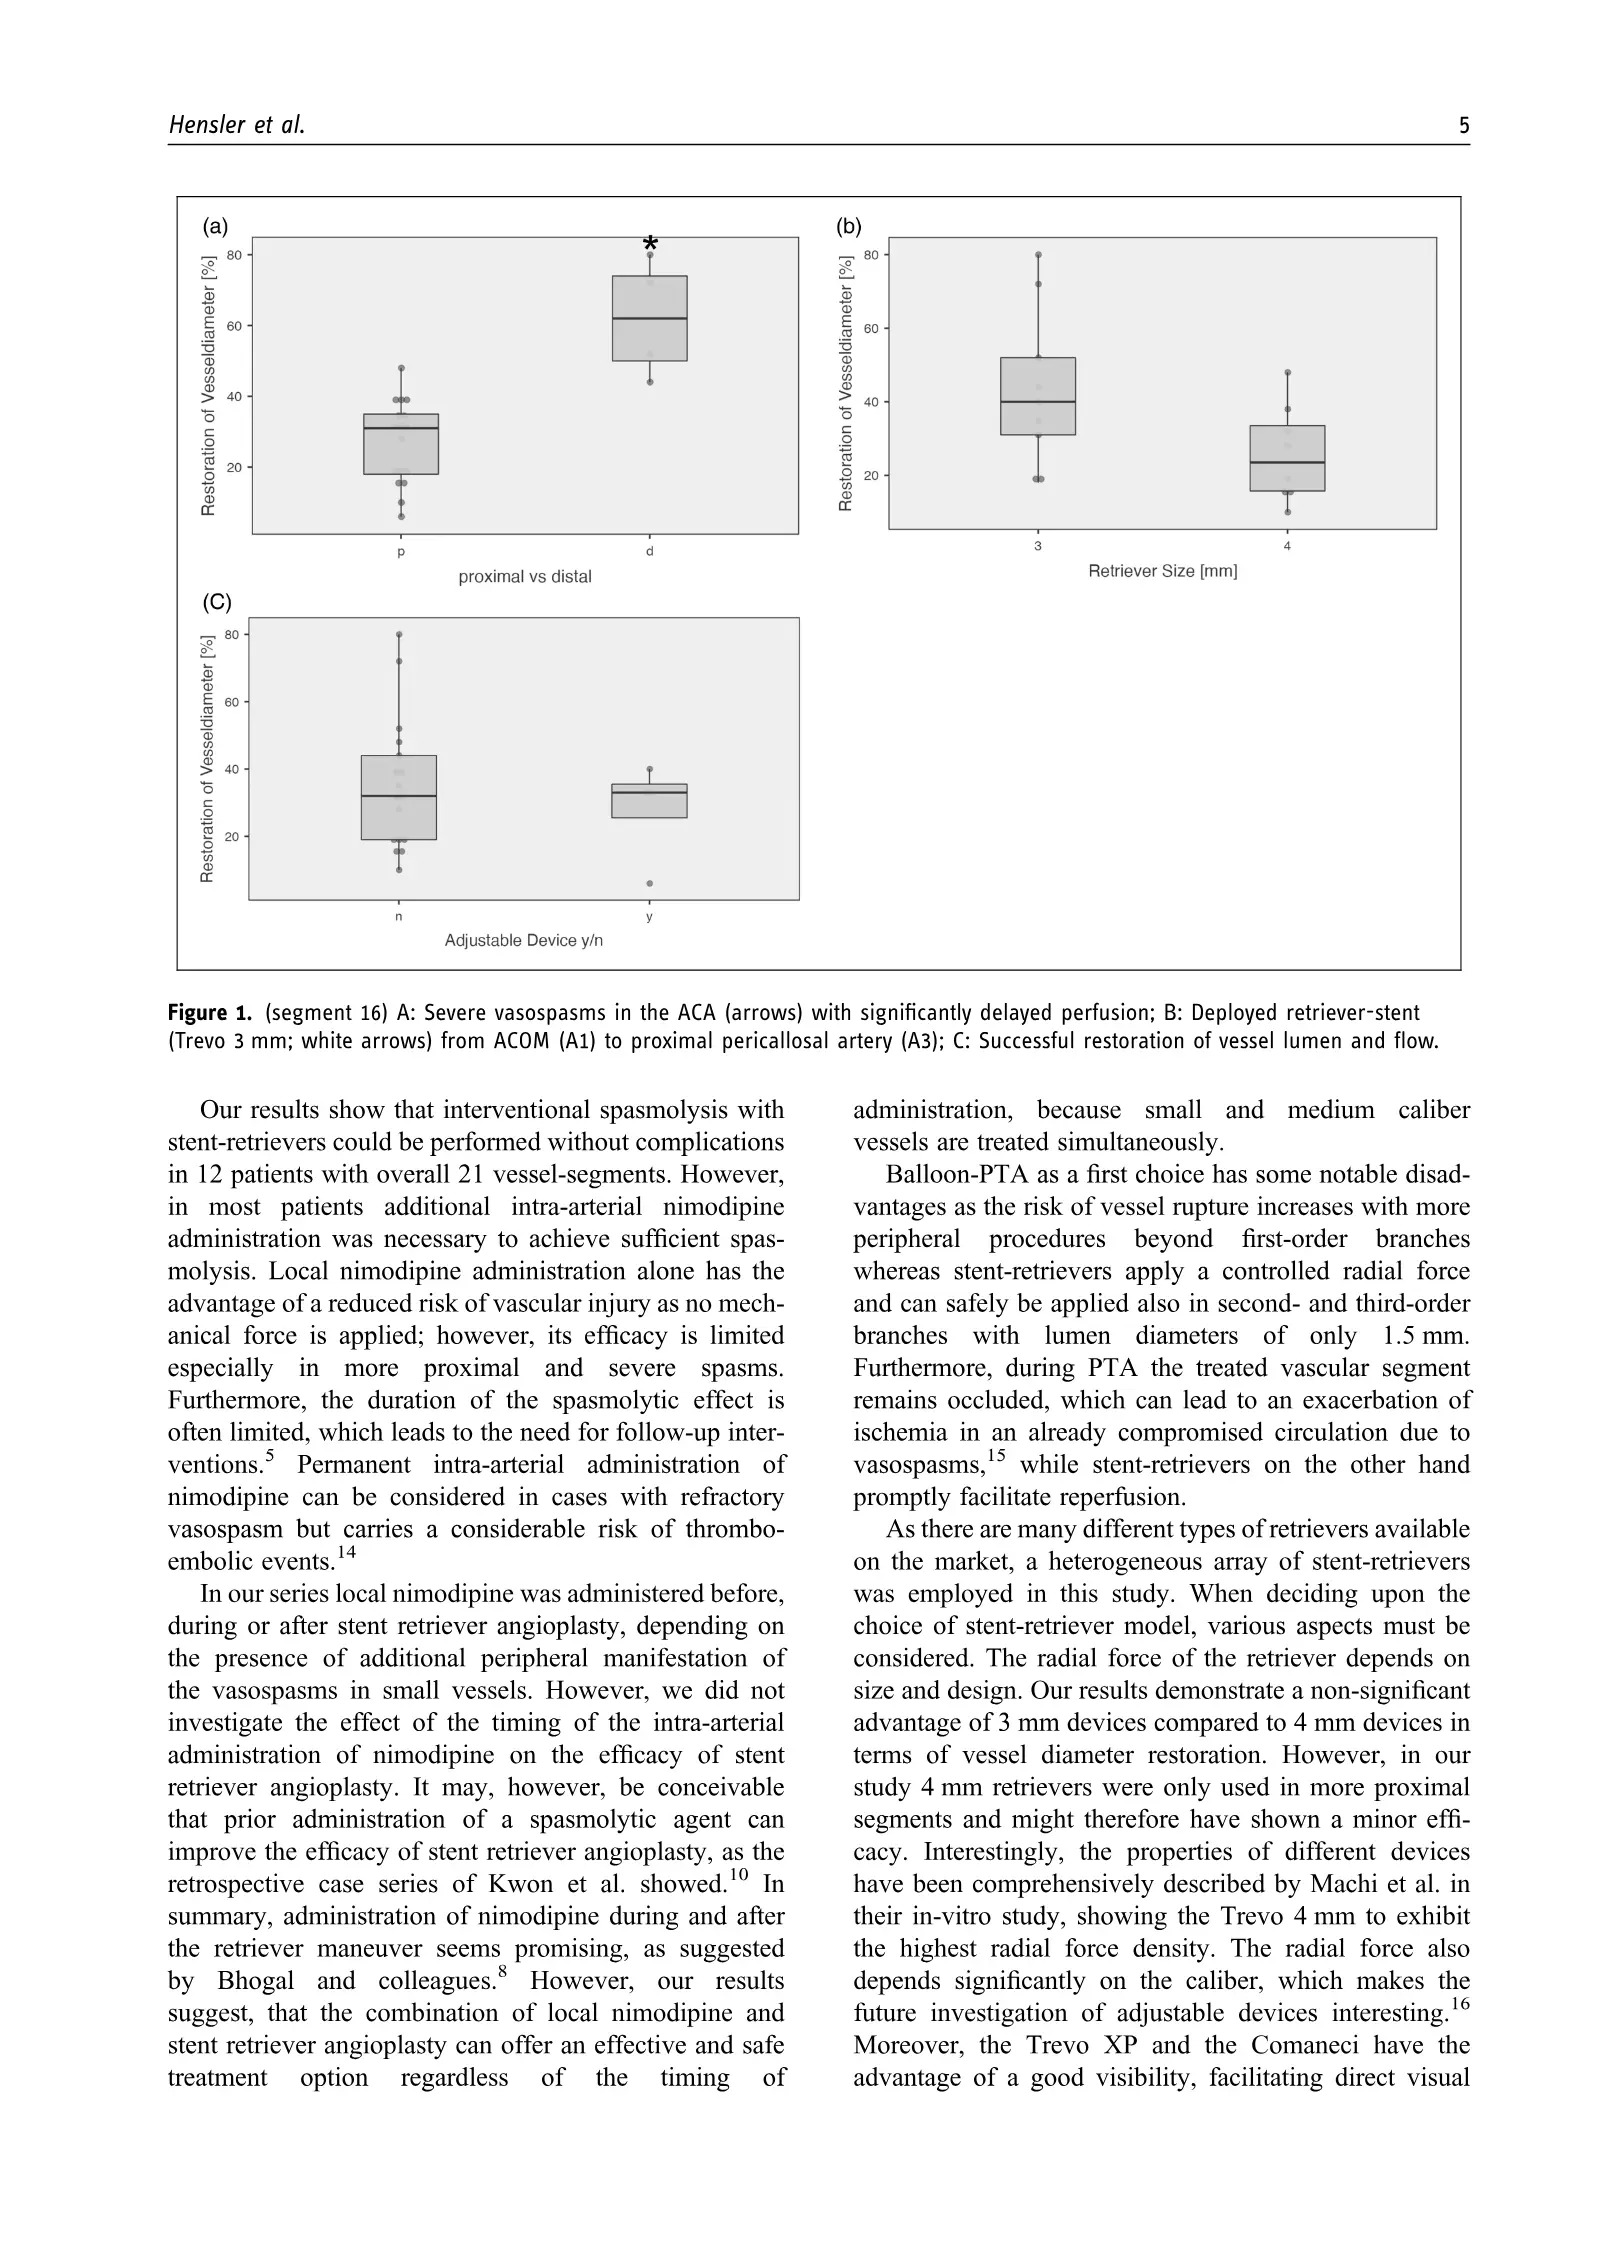 Hensler et al.
5
(a)
*
80
60
40
20
Restoration of Vesseldiameter [%]
p
d
proximal vs distal
(b)
80
60
40
20
Restoration of Vesseldiameter [%]
3
4
Retriever Size [mm]
(C)
80
60
40
20
Restoration of Vesseldiameter [%]
n
y
Adjustable Device y/n
Figure 1. (segment 16) A: Severe vasospasms in the ACA (arrows) with significantly delayed perfusion; B: Deployed retriever-stent
(Trevo 3 mm; white arrows) from ACOM (A1) to proximal pericallosal artery (A3); C: Successful restoration of vessel lumen and flow.
Our results show that interventional spasmolysis with
stent-retrievers could be performed without complications
in 12 patients with overall 21 vessel-segments. However,
in most patients additional intra-arterial nimodipine
administration was necessary to achieve sufficient spas-
molysis. Local nimodipine administration alone has the
advantage of a reduced risk of vascular injury as no mech-
anical force is applied; however, its efficacy is limited
especially in more proximal and severe spasms.
Furthermore, the duration of the spasmolytic effect is
often limited, which leads to the need for follow-up inter-
ventions.5 Permanent intra-arterial administration of
nimodipine can be considered in cases with refractory
vasospasm but carries a considerable risk of thrombo-
embolic events.14
In our series local nimodipine was administered before,
during or after stent retriever angioplasty, depending on
the presence of additional peripheral manifestation of
the vasospasms in small vessels. However, we did not
investigate the effect of the timing of the intra-arterial
administration of nimodipine on the efficacy of stent
retriever angioplasty. It may, however, be conceivable
that prior administration of a spasmolytic agent can
improve the efficacy of stent retriever angioplasty, as the
retrospective case series of Kwon et al. showed.10 In
summary, administration of nimodipine during and after
the retriever maneuver seems promising, as suggested
by Bhogal and colleagues.8 However, our results
suggest, that the combination of local nimodipine and
stent retriever angioplasty can offer an effective and safe
treatment option regardless of the timing of
administration, because small and medium caliber
vessels are treated simultaneously.
Balloon-PTA as a first choice has some notable disad-
vantages as the risk of vessel rupture increases with more
peripheral procedures beyond first-order branches
whereas stent-retrievers apply a controlled radial force
and can safely be applied also in second- and third-order
branches with lumen diameters of only 1.5 mm.
Furthermore, during PTA the treated vascular segment
remains occluded, which can lead to an exacerbation of
ischemia in an already compromised circulation due to
vasospasms,15 while stent-retrievers on the other hand
promptly facilitate reperfusion.
As there are many different types of retrievers available
on the market, a heterogeneous array of stent-retrievers
was employed in this study. When deciding upon the
choice of stent-retriever model, various aspects must be
considered. The radial force of the retriever depends on
size and design. Our results demonstrate a non-significant
advantage of 3 mm devices compared to 4 mm devices in
terms of vessel diameter restoration. However, in our
study 4 mm retrievers were only used in more proximal
segments and might therefore have shown a minor effi-
cacy. Interestingly, the properties of different devices
have been comprehensively described by Machi et al. in
their in-vitro study, showing the Trevo 4 mm to exhibit
the highest radial force density. The radial force also
depends significantly on the caliber, which makes the
future investigation of adjustable devices interesting.16
Moreover, the Trevo XP and the Comaneci have the
advantage of a good visibility, facilitating direct visual